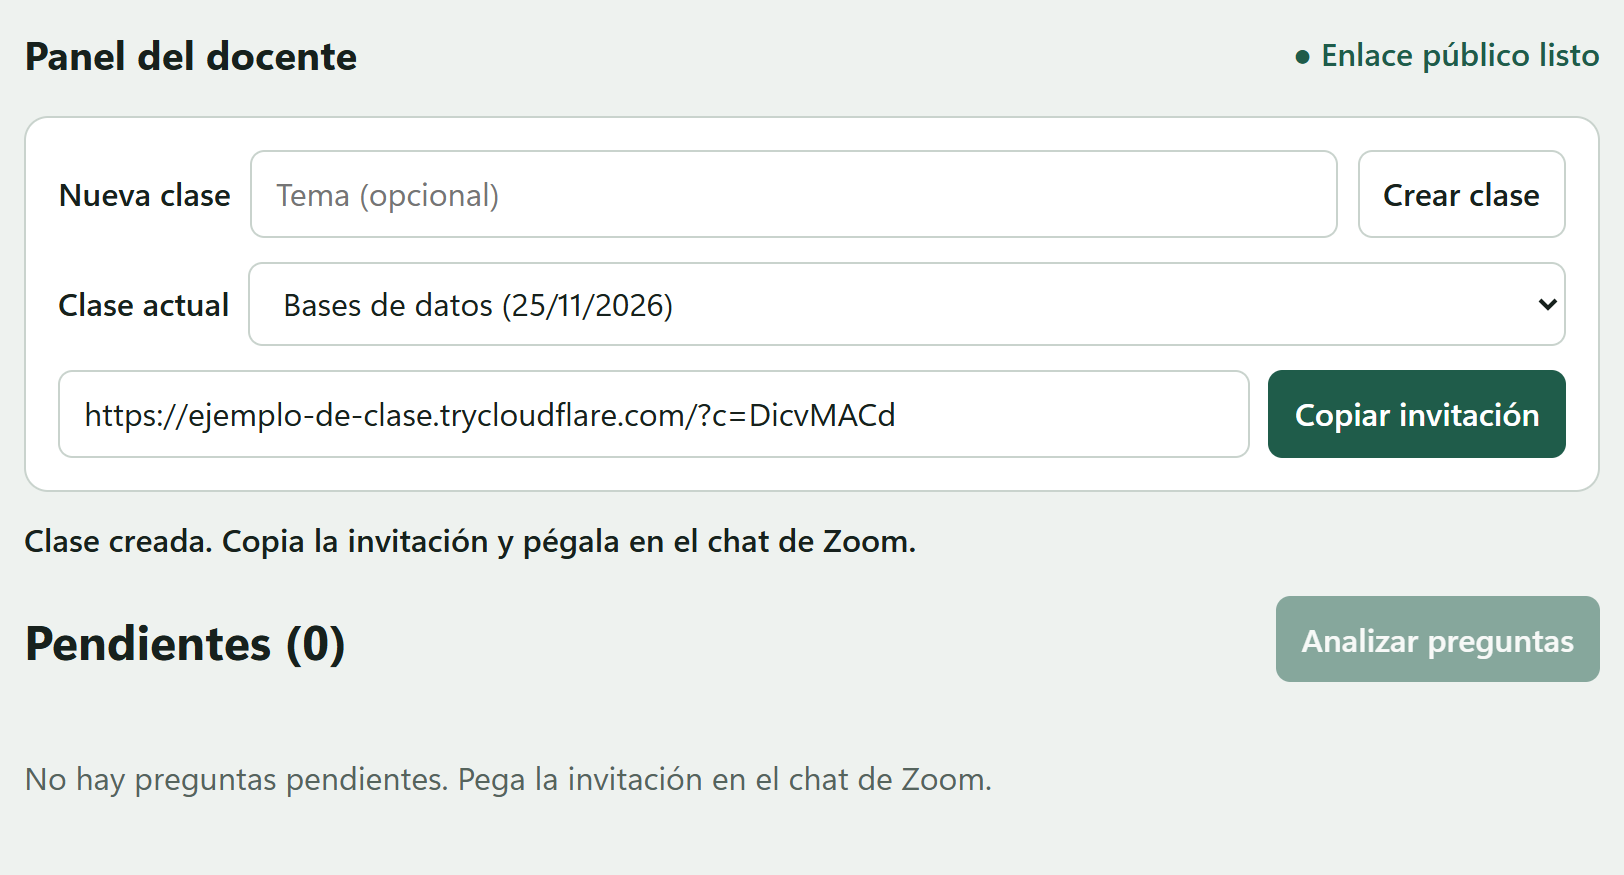 Panel del docente
● Enlace público listo
Nueva clase
Tema (opcional)
Crear clase
Clase actual
Bases de datos (25/11/2026)
https://ejemplo-de-clase.trycloudflare.com/?c=DicvMACd
Copiar invitación
Clase creada. Copia la invitación y pégala en el chat de Zoom.
Pendientes (0)
Analizar preguntas
No hay preguntas pendientes. Pega la invitación en el chat de Zoom.